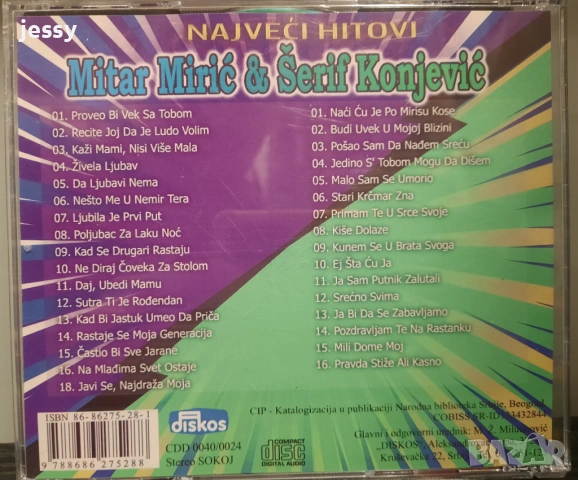 jessy
NAJVEĆI HITOVI
Mitar Mirić & Šerif Konjević
01. Proveo Bi Vek Sa Tobom
02. Recite Joj Da Je Ludo Volim
03. Kaži Mami, Nisi Više Mala
04. Živela Ljubav
05. Da Ljubavi Nema
06. Nešto Me U Nemir Tera
07. Ljubila Je Prvi Put
08. Poljubac Za Laku Noć
09. Kad Se Drugari Rastaju
10. Ne Diraj Čoveka Za Stolom
11. Daj, Ubedi Mamu
12. Sutra Ti Je Rođendan
13. Kad Bi Jastuk Umeo Da Priča
14. Rastaje Se Moja Generacija
15. Častio Bi Sve Jarane
16. Na Mlađima Svet Ostaje
18. Javi Se, Najdraža Moja
01. Naći Ću Je Po Mirisu Kose
02. Budi Uvek U Mojoj Blizini
03. Pošao Sam Da Nađem Sreću
04. Jedino S' Tobom Mogu Da Dišem
05. Malo Sam Se Umorio
06. Stari Krčmar Zna
07. Primam Te U Srce Svoje
08. Kiše Dolaze
09. Kunem Se U Brata Svoga
10. Ej Šta Ću Ja
11. Ja Sam Putnik Zalutali
12. Srećno Svima
13. Ja Bi Da Se Zabavljamo
14. Pozdravljam Te Na Rastanku
15. Mili Dome Moj
16. Pravda Stiže Ali Kasno
ISBN 86-86275-28-1
9788686275288
diskos
CDD 0040/0024
Stereo SOKOJ
COMPACT
disc
DIGITAL AUDIO
CIP - Katalogizacija u publikaciji Narodna biblioteka Srbije, Beograd
COBISS.SR-ID
Glavni i odgovorni urednik: M. Ž.
"DISKOS", Aleksandrovac
Kruševačka 22,
BAZAR